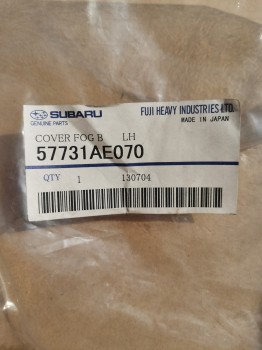 SUBARU
GENUINE PARTS
FUJI HEAVY INDUSTRIES LTD.
MADE IN JAPAN
COVER FOG B LH
57731AE070
QTY 1 130704